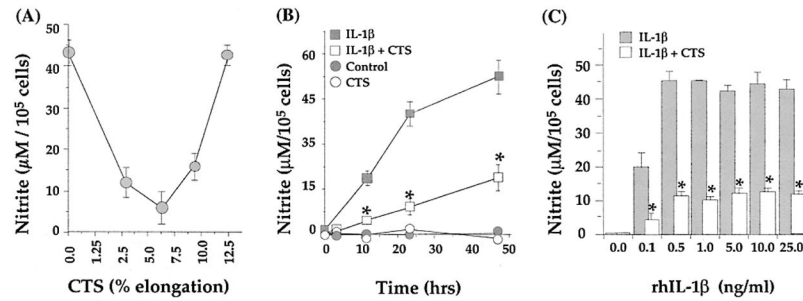 (A)
50
40
30
20
10
0
Nitrite (µM / 10⁵ cells)
0.0 1.25 2.5 5.0 7.5 10.0 12.5
CTS (% elongation)
(B)
IL-1β
IL-1β + CTS
Control
CTS
60
45
30
15
0
Nitrite (µM/10⁵ cells)
* * *
0 10 20 30 40 50
Time (hrs)
(C)
IL-1β
IL-1β + CTS
60
50
40
30
20
10
0
Nitrite (µM/10⁵ cells)
* * * * * *
0.0 0.1 0.5 1.0 5.0 10.0 25.0
rhIL-1β (ng/ml)